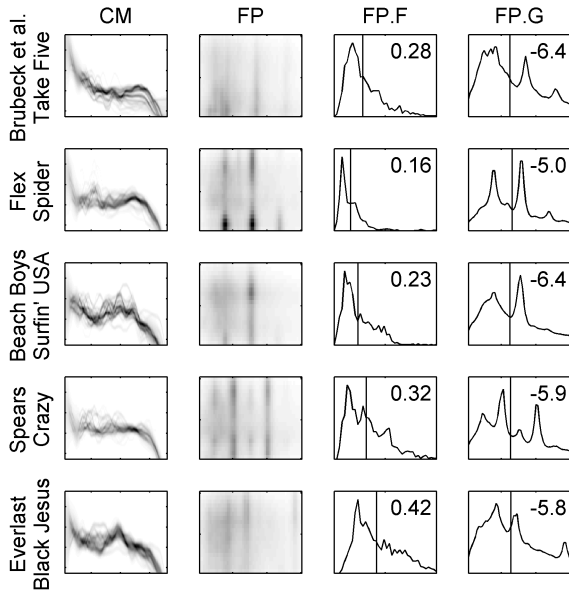 CM FP FP.F FP.G
Brubeck et al.
Take Five
0.28 -6.4
Flex
Spider
0.16 -5.0
Beach Boys
Surfin' USA
0.23 -6.4
Spears
Crazy
0.32 -5.9
Everlast
Black Jesus
0.42 -5.8